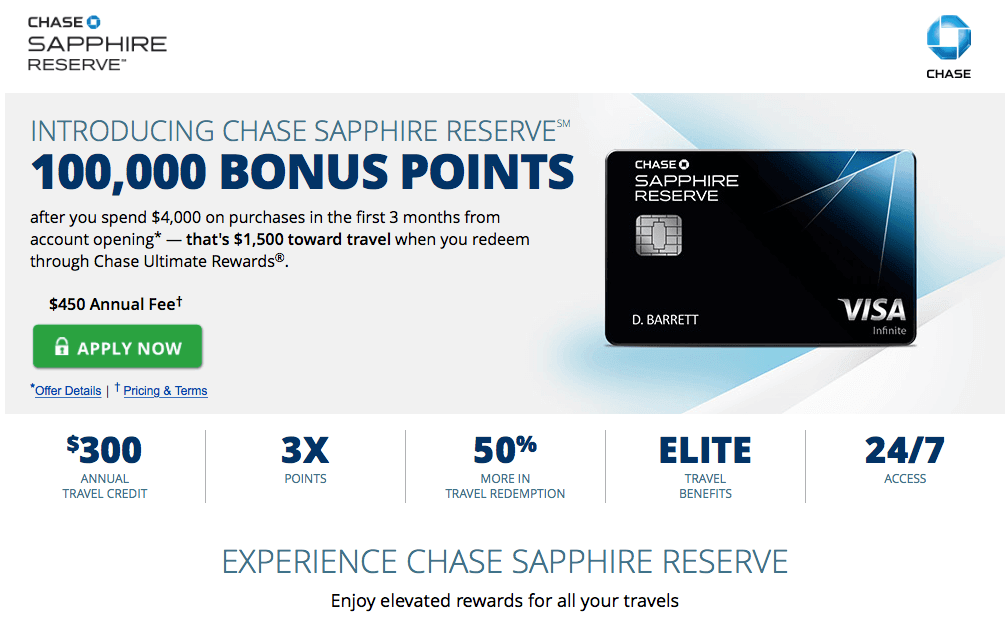 CHASE
SAPPHIRE
RESERVE℠
CHASE
INTRODUCING CHASE SAPPHIRE RESERVE℠
100,000 BONUS POINTS
after you spend $4,000 on purchases in the first 3 months from
account opening* — that's $1,500 toward travel when you redeem
through Chase Ultimate Rewards®.
$450 Annual Fee†
APPLY NOW
*Offer Details | † Pricing & Terms
CHASE
SAPPHIRE
RESERVE
D. BARRETT
VISA
Infinite
$300
ANNUAL
TRAVEL CREDIT
3X
POINTS
50%
MORE IN
TRAVEL REDEMPTION
ELITE
TRAVEL
BENEFITS
24/7
ACCESS
EXPERIENCE CHASE SAPPHIRE RESERVE
Enjoy elevated rewards for all your travels